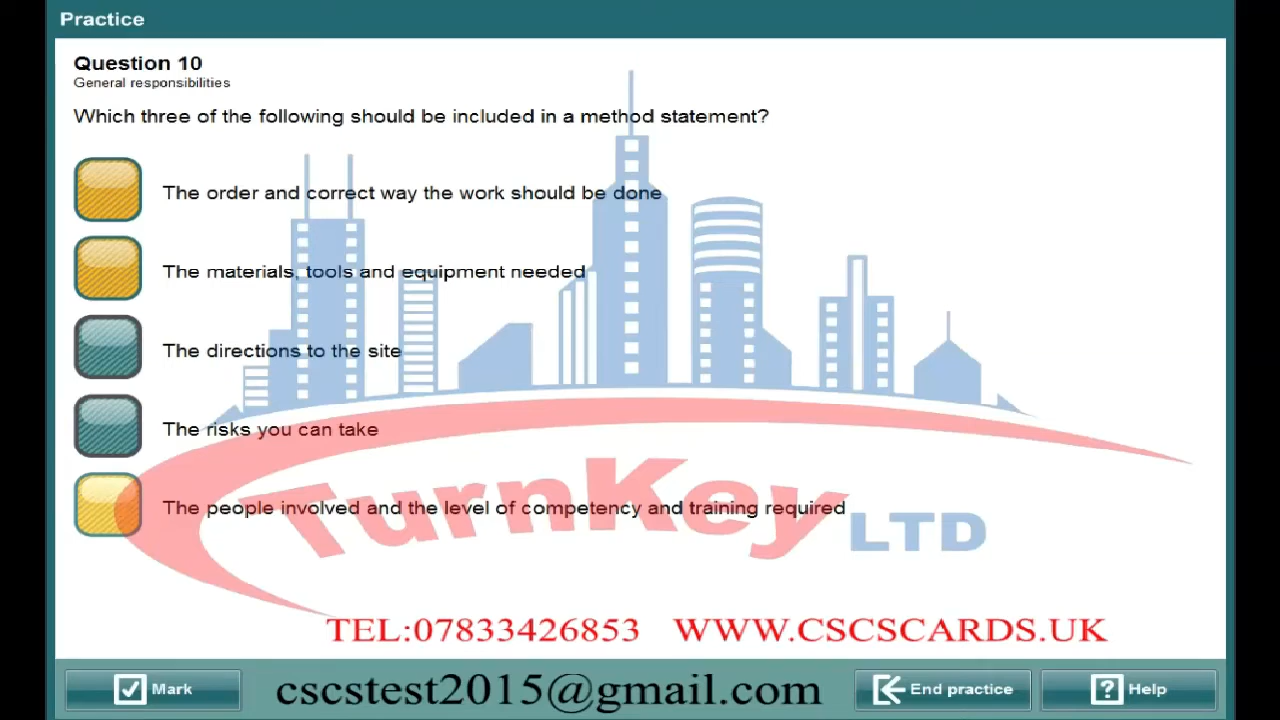 Practice
Question 10
General responsibilities
Which three of the following should be included in a method statement?
The order and correct way the work should be done
The materials, tools and equipment needed
The directions to the site
The risks you can take
The people involved and the level of competency and training required
TurnKey LTD
TEL:07833426853 WWW.CSCSCARDS.UK
Mark cscstest2015@gmail.com End practice Help